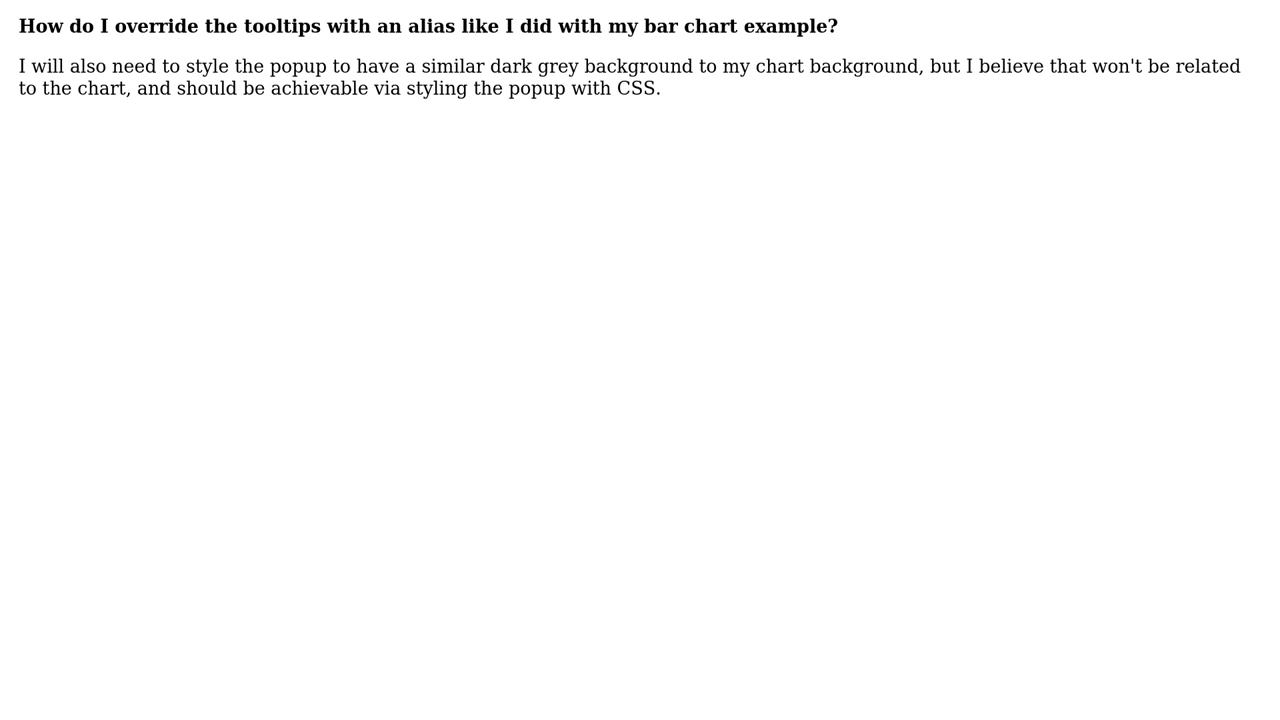 How do I override the tooltips with an alias like I did with my bar chart example?
I will also need to style the popup to have a similar dark grey background to my chart background, but I believe that won't be related
to the chart, and should be achievable via styling the popup with CSS.